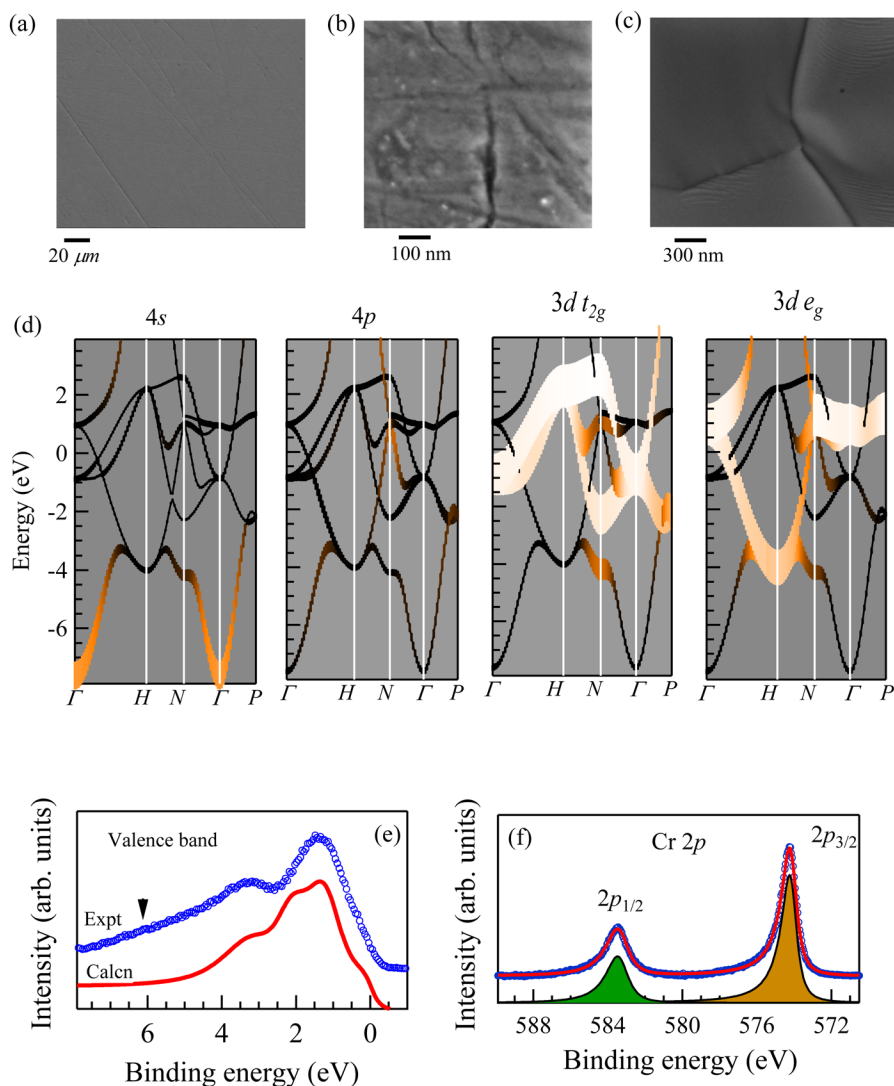 (a)
(b)
(c)
20 μm
100 nm
300 nm
(d)
4s
4p
3d t2g
3d eg
Energy (eV)
2
0
-2
-4
-6
Γ H N Γ P
Γ H N Γ P
Γ H N Γ P
Γ H N Γ P
Intensity (arb. units)
Valence band
(e)
Expt
Calcn
6 4 2 0
Binding energy (eV)
Intensity (arb. units)
(f)
Cr 2p
2p3/2
2p1/2
588 584 580 576 572
Binding energy (eV)